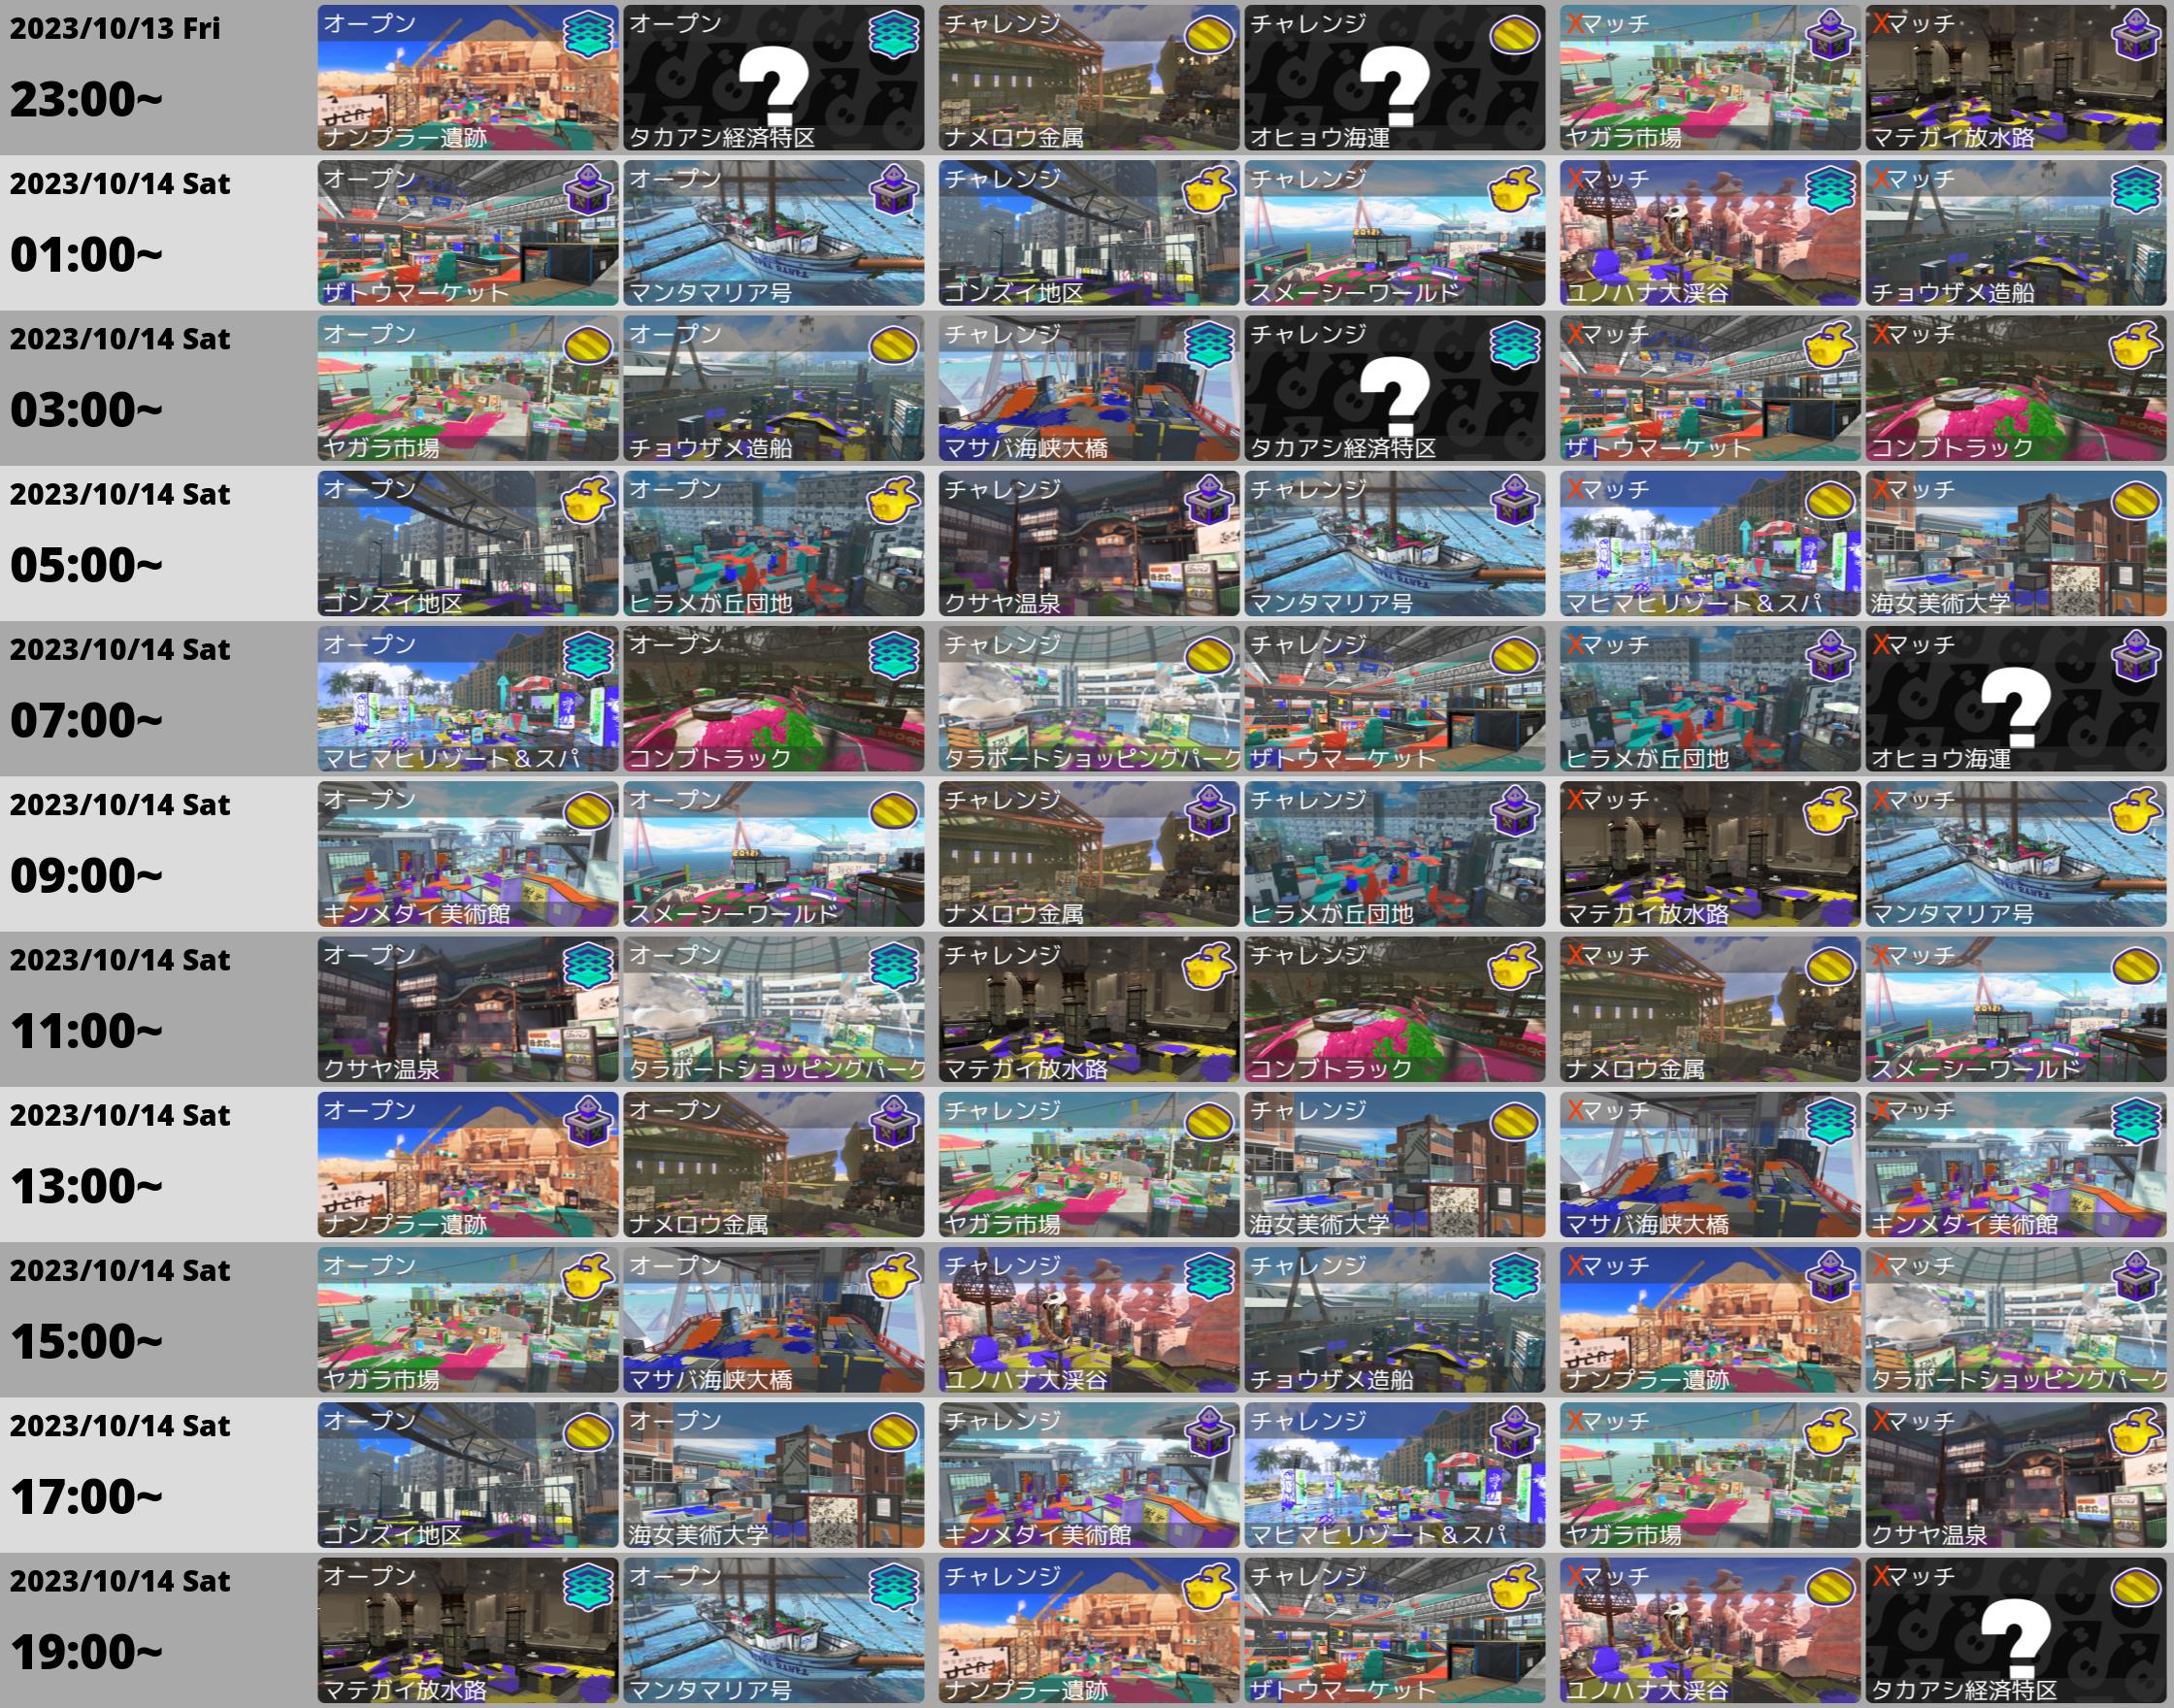 2023/10/13 Fri
23:00~
オープン
ナンプラー遺跡
オープン
タカアシ経済特区
チャレンジ
ナメロウ金属
チャレンジ
オヒョウ海運
Xマッチ
ヤガラ市場
Xマッチ
マテガイ放水路
2023/10/14 Sat
01:00~
オープン
ザトウマーケット
オープン
マンタマリア号
チャレンジ
ゴンズイ地区
チャレンジ
スメーシーワールド
Xマッチ
ユノハナ大渓谷
Xマッチ
チョウザメ造船
2023/10/14 Sat
03:00~
オープン
ヤガラ市場
オープン
チョウザメ造船
チャレンジ
マサバ海峡大橋
チャレンジ
タカアシ経済特区
Xマッチ
ザトウマーケット
Xマッチ
コンブトラック
2023/10/14 Sat
05:00~
オープン
ゴンズイ地区
オープン
ヒラメが丘団地
チャレンジ
クサヤ温泉
チャレンジ
マンタマリア号
Xマッチ
マヒマヒリゾート&スパ
Xマッチ
海女美術大学
2023/10/14 Sat
07:00~
オープン
マヒマヒリゾート&スパ
オープン
コンブトラック
チャレンジ
タラポートショッピングパーク
チャレンジ
ザトウマーケット
Xマッチ
ヒラメが丘団地
Xマッチ
オヒョウ海運
2023/10/14 Sat
09:00~
オープン
キンメダイ美術館
オープン
スメーシーワールド
チャレンジ
ナメロウ金属
チャレンジ
ヒラメが丘団地
Xマッチ
マテガイ放水路
Xマッチ
マンタマリア号
2023/10/14 Sat
11:00~
オープン
クサヤ温泉
オープン
タラポートショッピングパーク
チャレンジ
マテガイ放水路
チャレンジ
コンブトラック
Xマッチ
ナメロウ金属
Xマッチ
スメーシーワールド
2023/10/14 Sat
13:00~
オープン
ナンプラー遺跡
オープン
ナメロウ金属
チャレンジ
ヤガラ市場
チャレンジ
海女美術大学
Xマッチ
マサバ海峡大橋
Xマッチ
キンメダイ美術館
2023/10/14 Sat
15:00~
オープン
ヤガラ市場
オープン
マサバ海峡大橋
チャレンジ
ユノハナ大渓谷
チャレンジ
チョウザメ造船
Xマッチ
ナンプラー遺跡
Xマッチ
タラポートショッピングパーク
2023/10/14 Sat
17:00~
オープン
ゴンズイ地区
オープン
海女美術大学
チャレンジ
キンメダイ美術館
チャレンジ
マヒマヒリゾート&スパ
Xマッチ
ヤガラ市場
Xマッチ
クサヤ温泉
2023/10/14 Sat
19:00~
オープン
マテガイ放水路
オープン
マンタマリア号
チャレンジ
ナンプラー遺跡
チャレンジ
ザトウマーケット
Xマッチ
ユノハナ大渓谷
Xマッチ
タカアシ経済特区